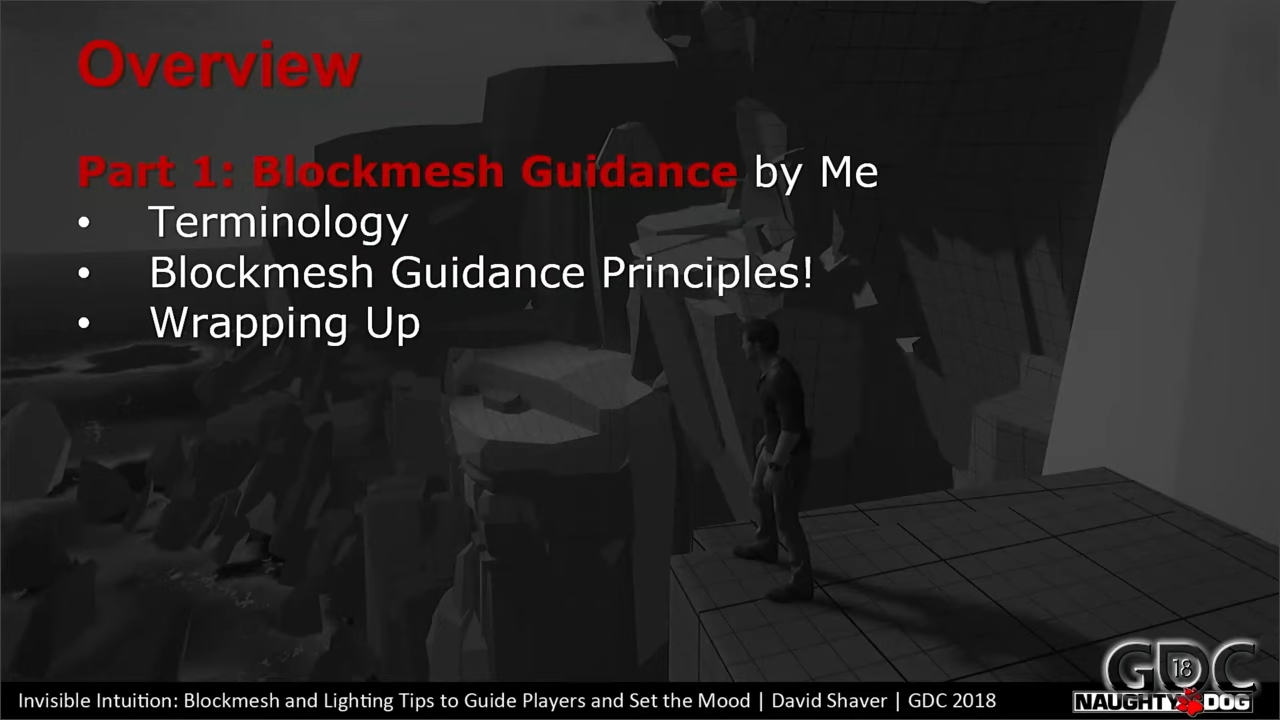 Overview
Part 1: Blockmesh Guidance by Me
• Terminology
• Blockmesh Guidance Principles!
• Wrapping Up
GDC
18
Invisible Intuition: Blockmesh and Lighting Tips to Guide Players and Set the Mood | David Shaver | GDC 2018
NAUGHTY DOG